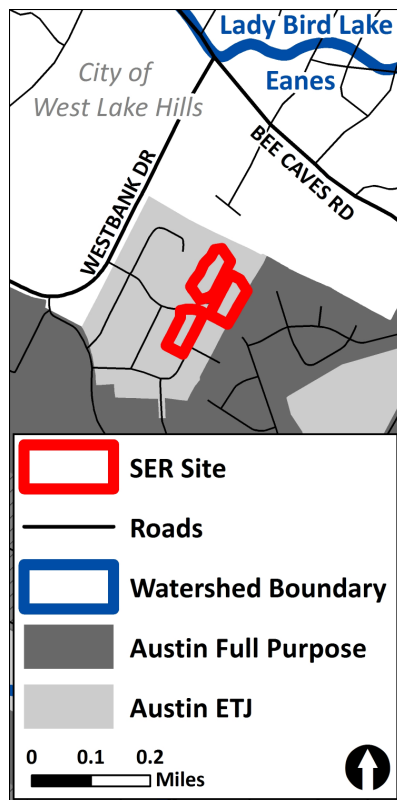 Lady Bird Lake
City of
West Lake Hills
Eanes
WESTBANK DR
BEE CAVES RD
SER Site
Roads
Watershed Boundary
Austin Full Purpose
Austin ETJ
0 0.1 0.2
Miles